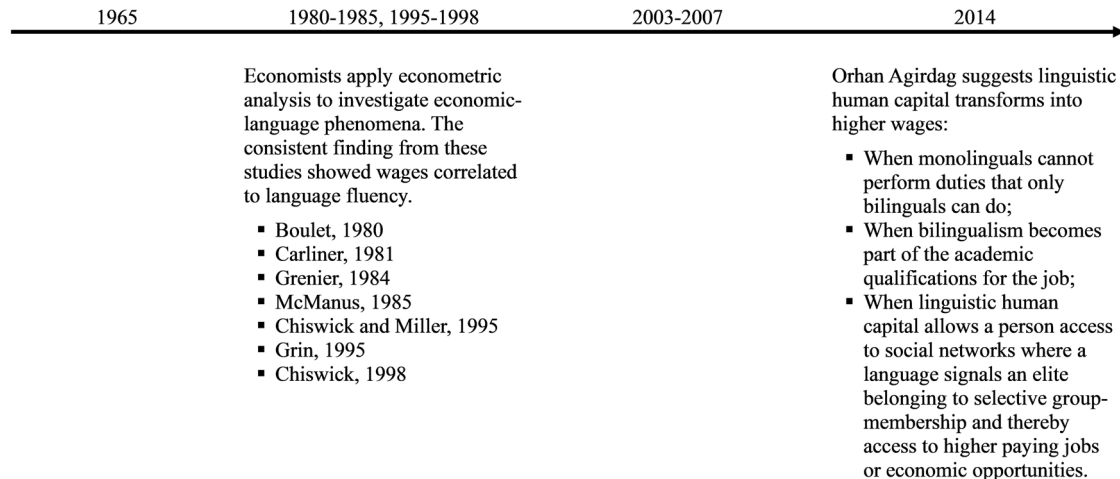 1965
1980-1985, 1995-1998
2003-2007
2014
Economists apply econometric
analysis to investigate economic-
language phenomena. The
consistent finding from these
studies showed wages correlated
to language fluency.
▪ Boulet, 1980
▪ Carliner, 1981
▪ Grenier, 1984
▪ McManus, 1985
▪ Chiswick and Miller, 1995
▪ Grin, 1995
▪ Chiswick, 1998
Orhan Agirdag suggests linguistic
human capital transforms into
higher wages:
▪ When monolinguals cannot
perform duties that only
bilinguals can do;
▪ When bilingualism becomes
part of the academic
qualifications for the job;
▪ When linguistic human
capital allows a person access
to social networks where a
language signals an elite
belonging to selective group-
membership and thereby
access to higher paying jobs
or economic opportunities.